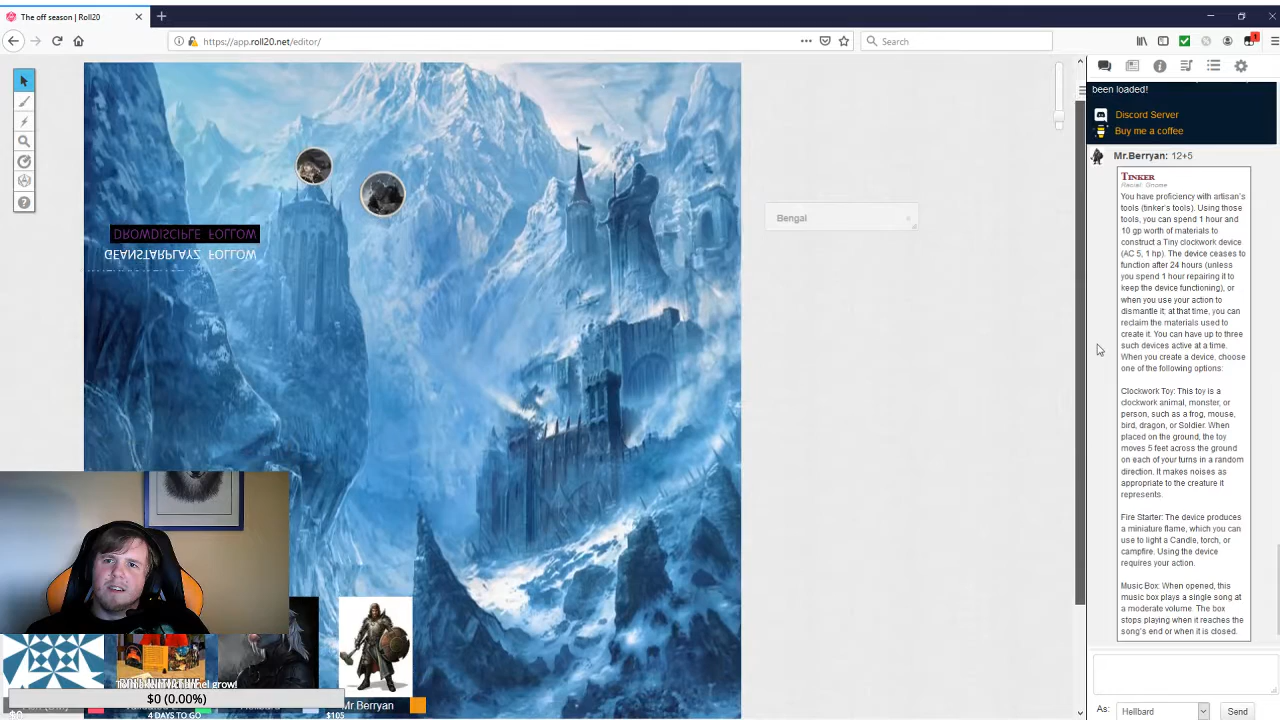 The off season | Roll20
https://app.roll20.net/editor/
Search
been loaded!
Discord Server
Buy me a coffee
Mr.Berryan: 12+5
TINKER
Racial Gnome
You have proficiency with artisan's
tools (tinker's tools). Using those
tools, you can spend 1 hour and
10 gp worth of materials to
construct a Tiny clockwork device
(AC 5, 1 hp). The device ceases to
function after 24 hours (unless
you spend 1 hour repairing it to
keep the device functioning), or
when you use your action to
dismantle it; at that time, you can
reclaim the materials used to
create it. You can have up to three
such devices active at a time.
When you create a device, choose
one of the following options:
Clockwork Toy: This toy is a
clockwork animal, monster, or
person, such as a frog, mouse,
bird, dragon, or Soldier. When
placed on the ground, the toy
moves 5 feet across the ground
on each of your turns in a random
direction. It makes noises as
appropriate to the creature it
represents.
Fire Starter: The device produces
a miniature flame, which you can
use to light a Candle, torch, or
campfire. Using the device
requires your action.
Music Box: When opened, this
music box plays a single song at
a moderate volume. The box
stops playing when it reaches the
song's end or when it is closed.
Bengal
DROWDISCIPLE FOLLOW
GEANSTARPLAYZ FOLLOW
channel grow!
$0 (0.00%)
Mr Berryan
$0
4 DAYS TO GO
$105
As:
Hellbard
Send